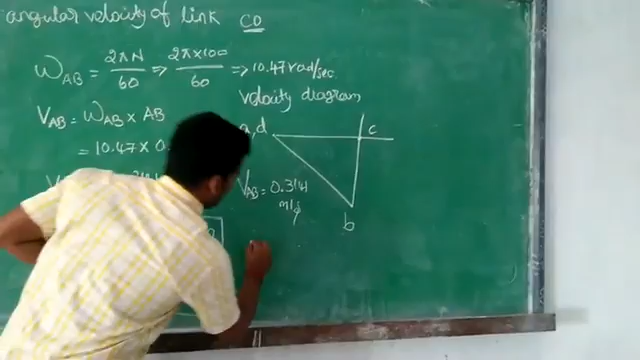 angular velocity of link CD
ω_AB = 2πN/60 => 2π×100/60 => 10.47 rad/sec.
V_AB = ω_AB × AB
= 10.47 × 0.
velocity diagram
a,d
c
V_AB = 0.314
m/s
b